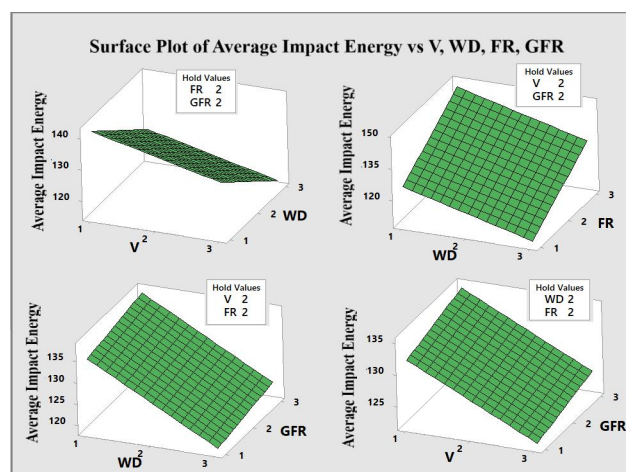 Surface Plot of Average Impact Energy vs V, WD, FR, GFR
Hold Values
FR 2
GFR 2
Average Impact Energy
140
130
120
1
2
3
V
1
2
3
WD
Hold Values
V 2
GFR 2
Average Impact Energy
150
135
120
1
2
3
WD
1
2
3
FR
Hold Values
V 2
FR 2
Average Impact Energy
135
130
125
120
1
2
3
WD
1
2
3
GFR
Hold Values
WD 2
FR 2
Average Impact Energy
135
130
125
1
2
3
V
1
2
3
GFR